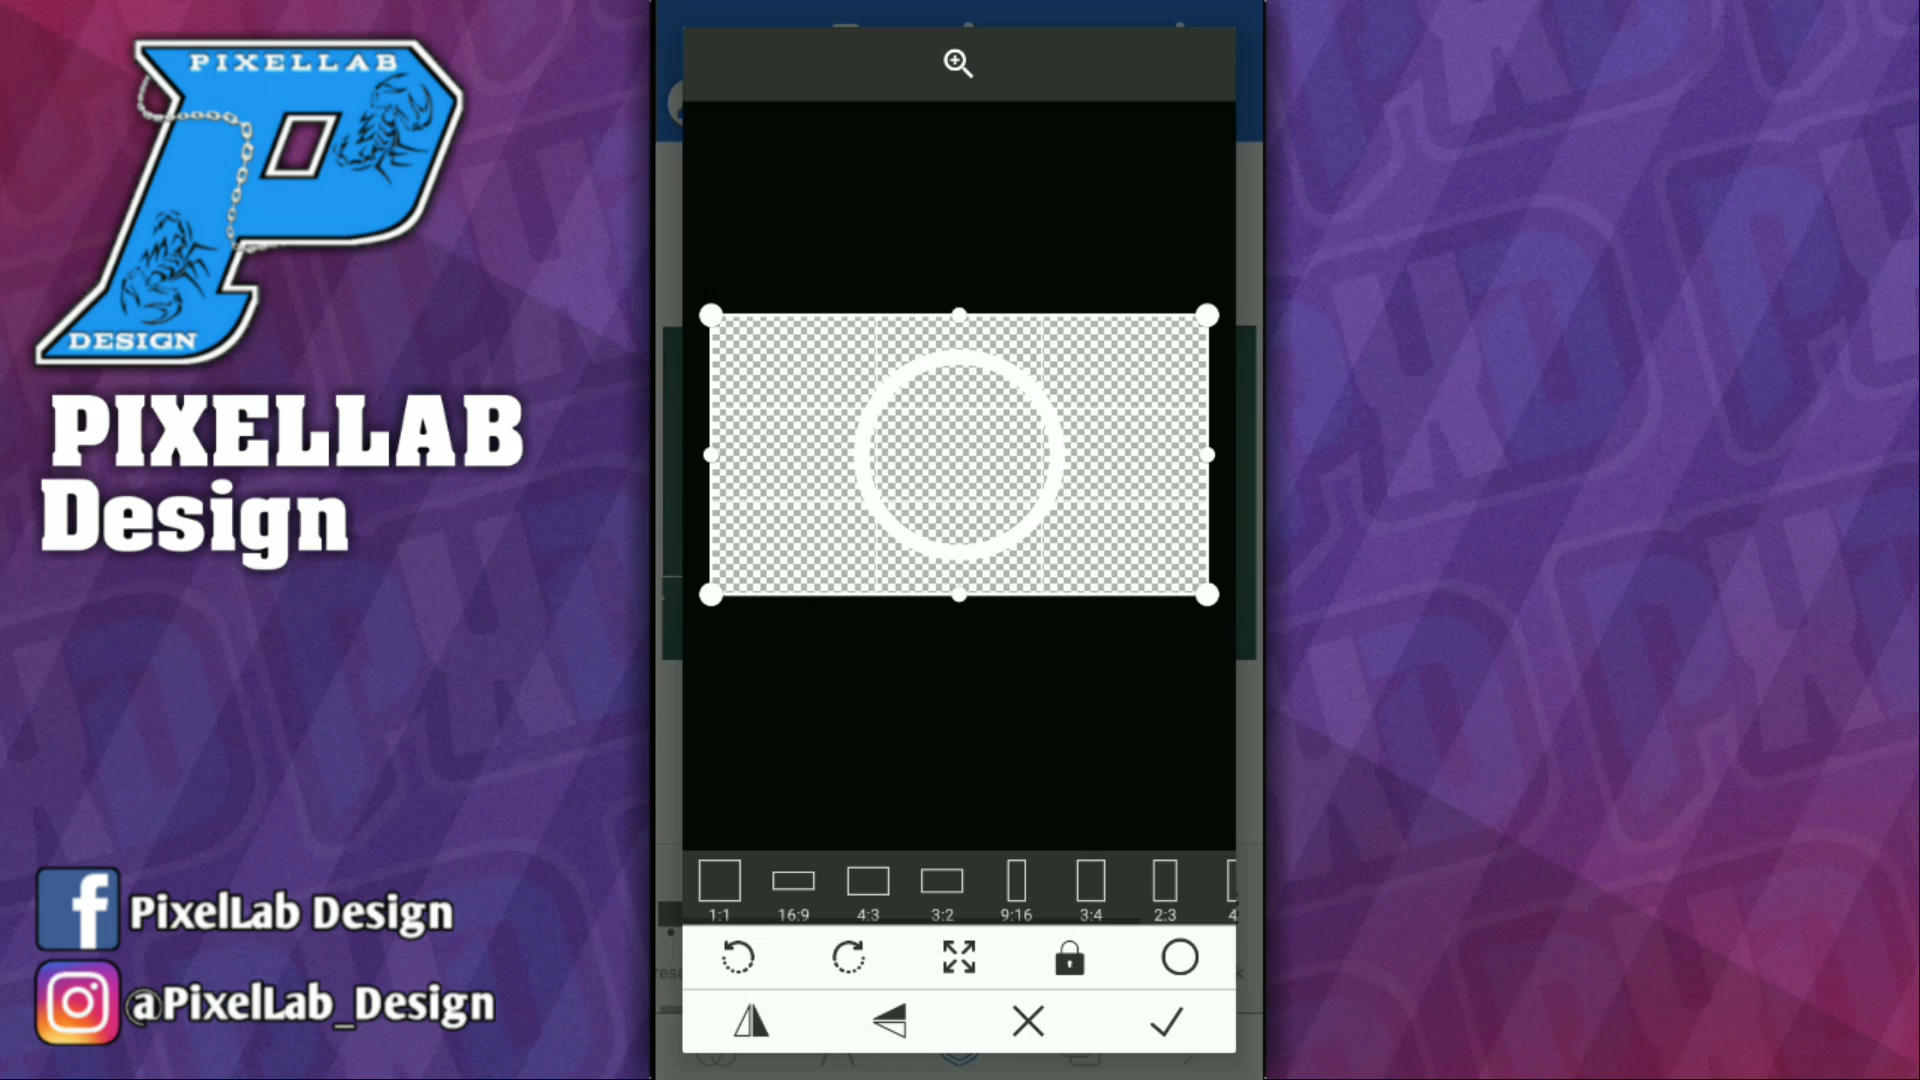 PIXELLAB
DESIGN
PIXELLAB
Design
PixelLab Design
@PixelLab_Design
1:1
16:9
4:3
3:2
9:16
3:4
2:3